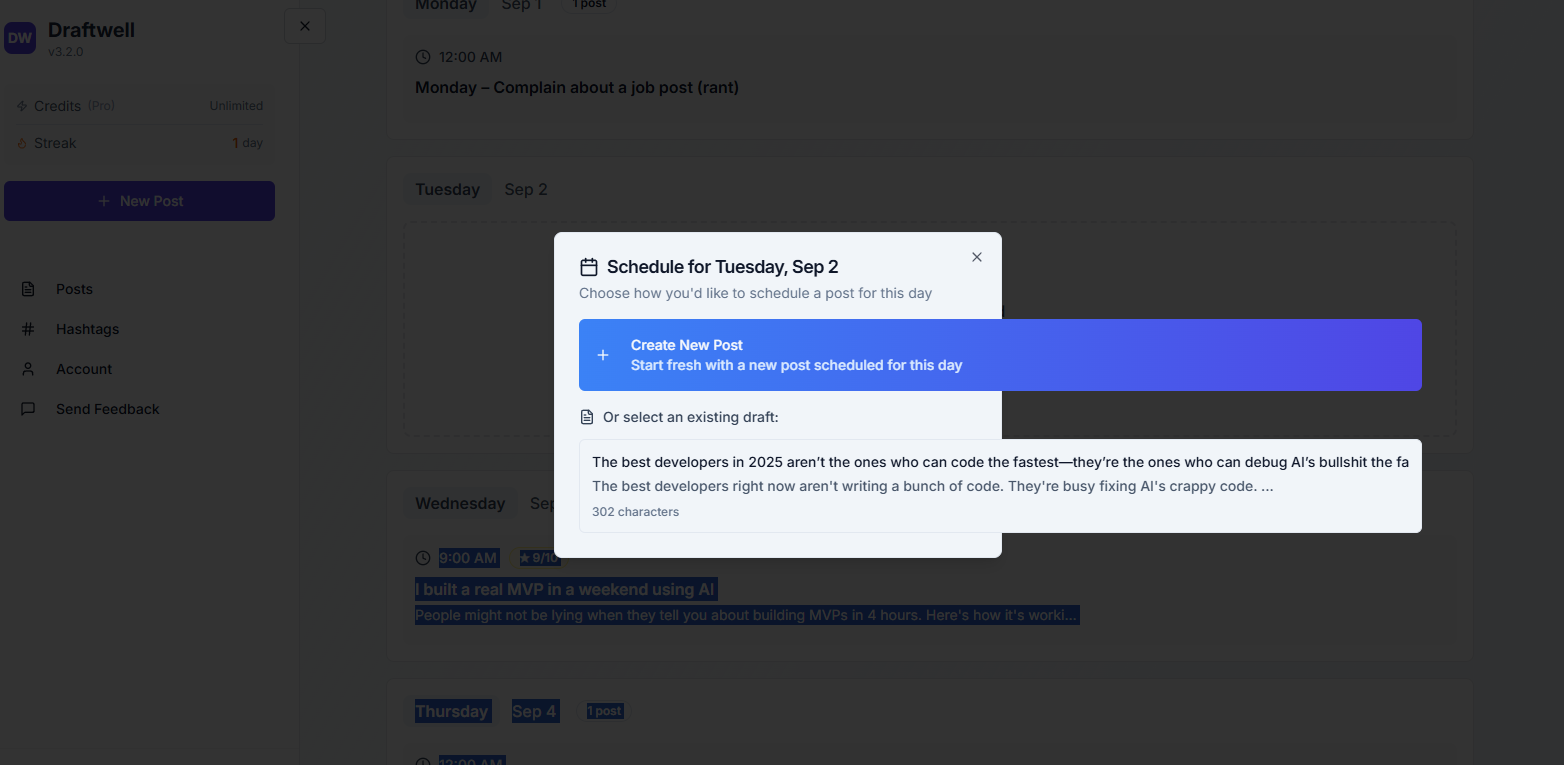 DW
Draftwell
v3.2.0
Credits (Pro) Unlimited
Streak 1 day
New Post
Posts
Hashtags
Account
Send Feedback
Monday Sep 1 1 post
12:00 AM
Monday – Complain about a job post (rant)
Tuesday Sep 2
Schedule for Tuesday, Sep 2
Choose how you'd like to schedule a post for this day
Create New Post
Start fresh with a new post scheduled for this day
Or select an existing draft:
The best developers in 2025 aren’t the ones who can code the fastest—they’re the ones who can debug AI’s bullshit the fa
The best developers right now aren't writing a bunch of code. They're busy fixing AI's crappy code. ...
302 characters
Wednesday Sep
9:00 AM ★ 9/10
I built a real MVP in a weekend using AI
People might not be lying when they tell you about building MVPs in 4 hours. Here's how it's worki...
Thursday Sep 4 1 post
12:00 AM